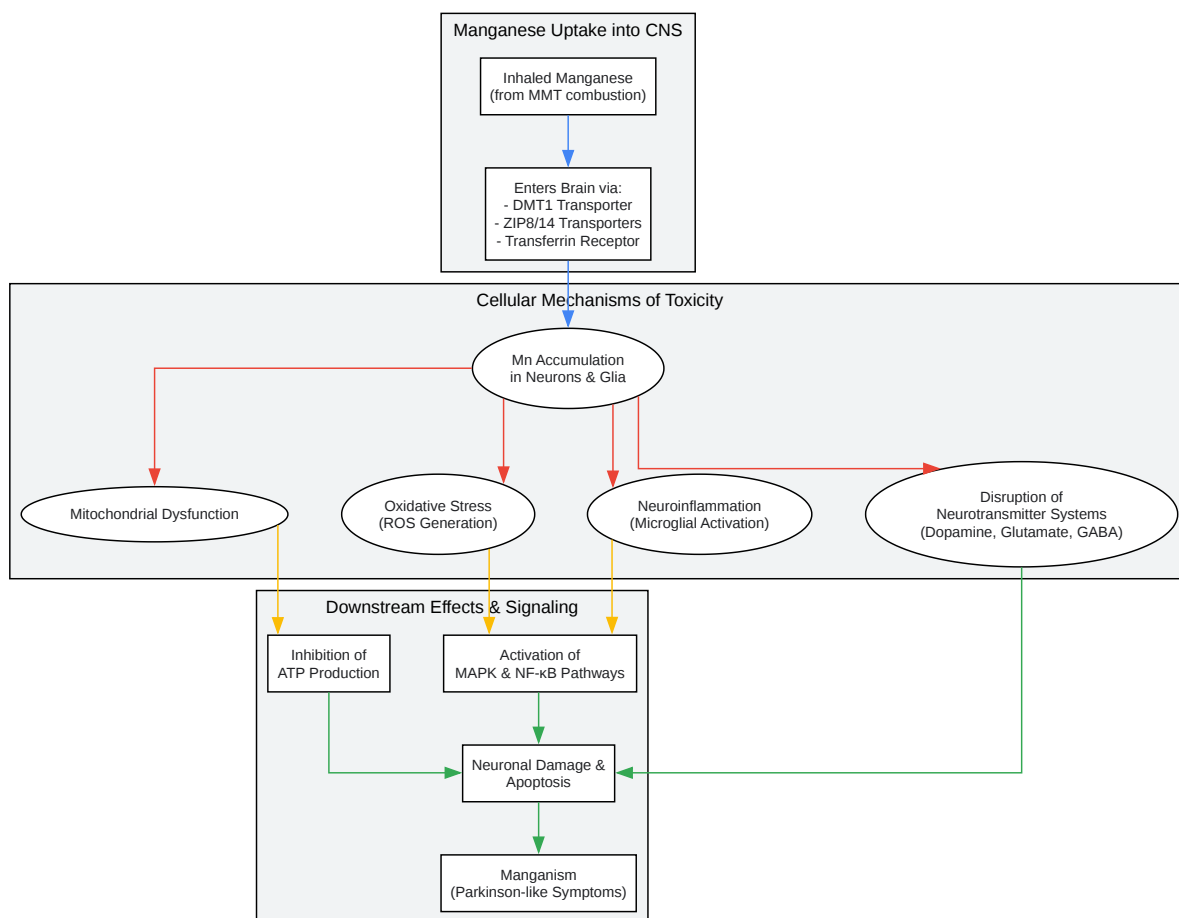 Manganese Uptake into CNS
Inhaled Manganese
(from MMT combustion)
Enters Brain via:
- DMT1 Transporter
- ZIP8/14 Transporters
- Transferrin Receptor
Cellular Mechanisms of Toxicity
Mn Accumulation
in Neurons & Glia
Mitochondrial Dysfunction
Oxidative Stress
(ROS Generation)
Neuroinflammation
(Microglial Activation)
Disruption of
Neurotransmitter Systems
(Dopamine, Glutamate, GABA)
Downstream Effects & Signaling
Inhibition of
ATP Production
Activation of
MAPK & NF-κB Pathways
Neuronal Damage &
Apoptosis
Manganism
(Parkinson-like Symptoms)